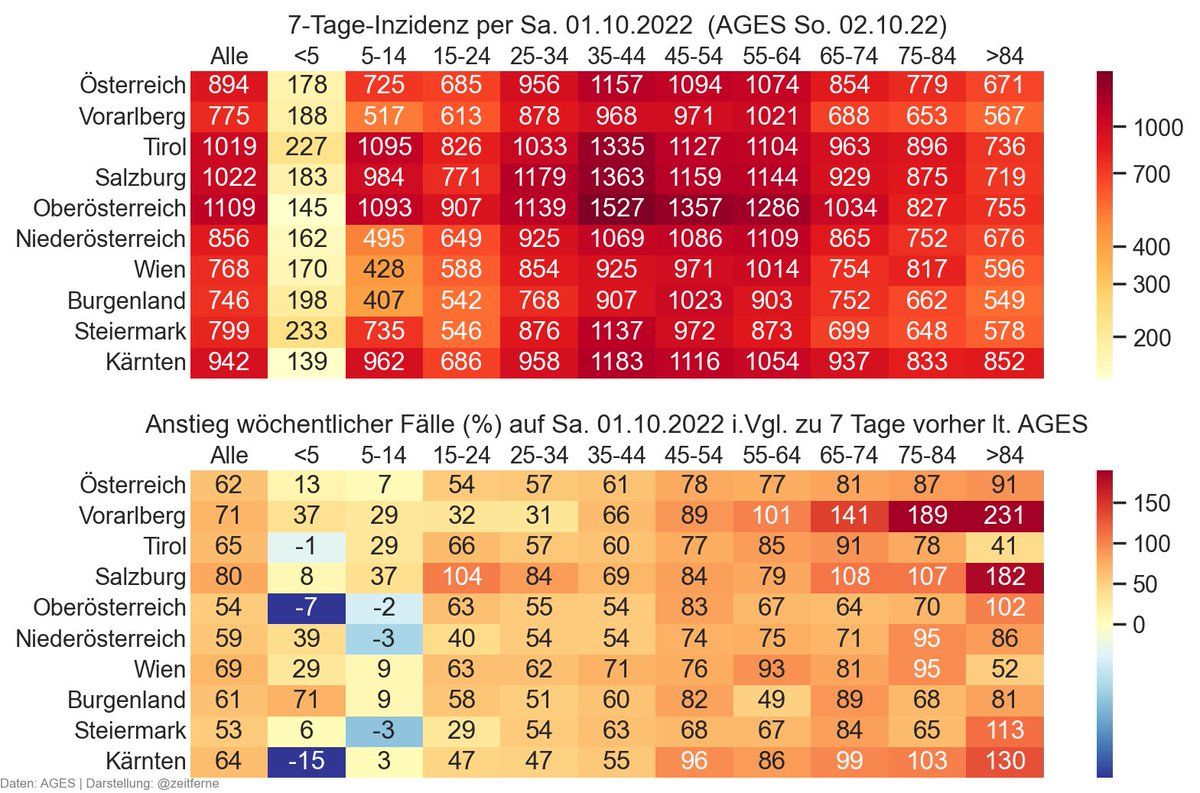 7-Tage-Inzidenz per Sa. 01.10.2022 (AGES So. 02.10.22)
Alle <5 5-14 15-24 25-34 35-44 45-54 55-64 65-74 75-84 >84
Österreich 894 178 725 685 956 1157 1094 1074 854 779 671
Vorarlberg 775 188 517 613 878 968 971 1021 688 653 567
Tirol 1019 227 1095 826 1033 1335 1127 1104 963 896 736
Salzburg 1022 183 984 771 1179 1363 1159 1144 929 875 719
Oberösterreich 1109 145 1093 907 1139 1527 1357 1286 1034 827 755
Niederösterreich 856 162 495 649 925 1069 1086 1109 865 752 676
Wien 768 170 428 588 854 925 971 1014 754 817 596
Burgenland 746 198 407 542 768 907 1023 903 752 662 549
Steiermark 799 233 735 546 876 1137 972 873 699 648 578
Kärnten 942 139 962 686 958 1183 1116 1054 937 833 852
1000
700
400
300
200
Anstieg wöchentlicher Fälle (%) auf Sa. 01.10.2022 i.Vgl. zu 7 Tage vorher lt. AGES
Alle <5 5-14 15-24 25-34 35-44 45-54 55-64 65-74 75-84 >84
Österreich 62 13 7 54 57 61 78 77 81 87 91
Vorarlberg 71 37 29 32 31 66 89 101 141 189 231
Tirol 65 -1 29 66 57 60 77 85 91 78 41
Salzburg 80 8 37 104 84 69 84 79 108 107 182
Oberösterreich 54 -7 -2 63 55 54 83 67 64 70 102
Niederösterreich 59 39 -3 40 54 54 74 75 71 95 86
Wien 69 29 9 63 62 71 76 93 81 95 52
Burgenland 61 71 9 58 51 60 82 49 89 68 81
Steiermark 53 6 -3 29 54 63 68 67 84 65 113
Kärnten 64 -15 3 47 47 55 96 86 99 103 130
150
100
50
0
Daten: AGES | Darstellung: @zeitferne